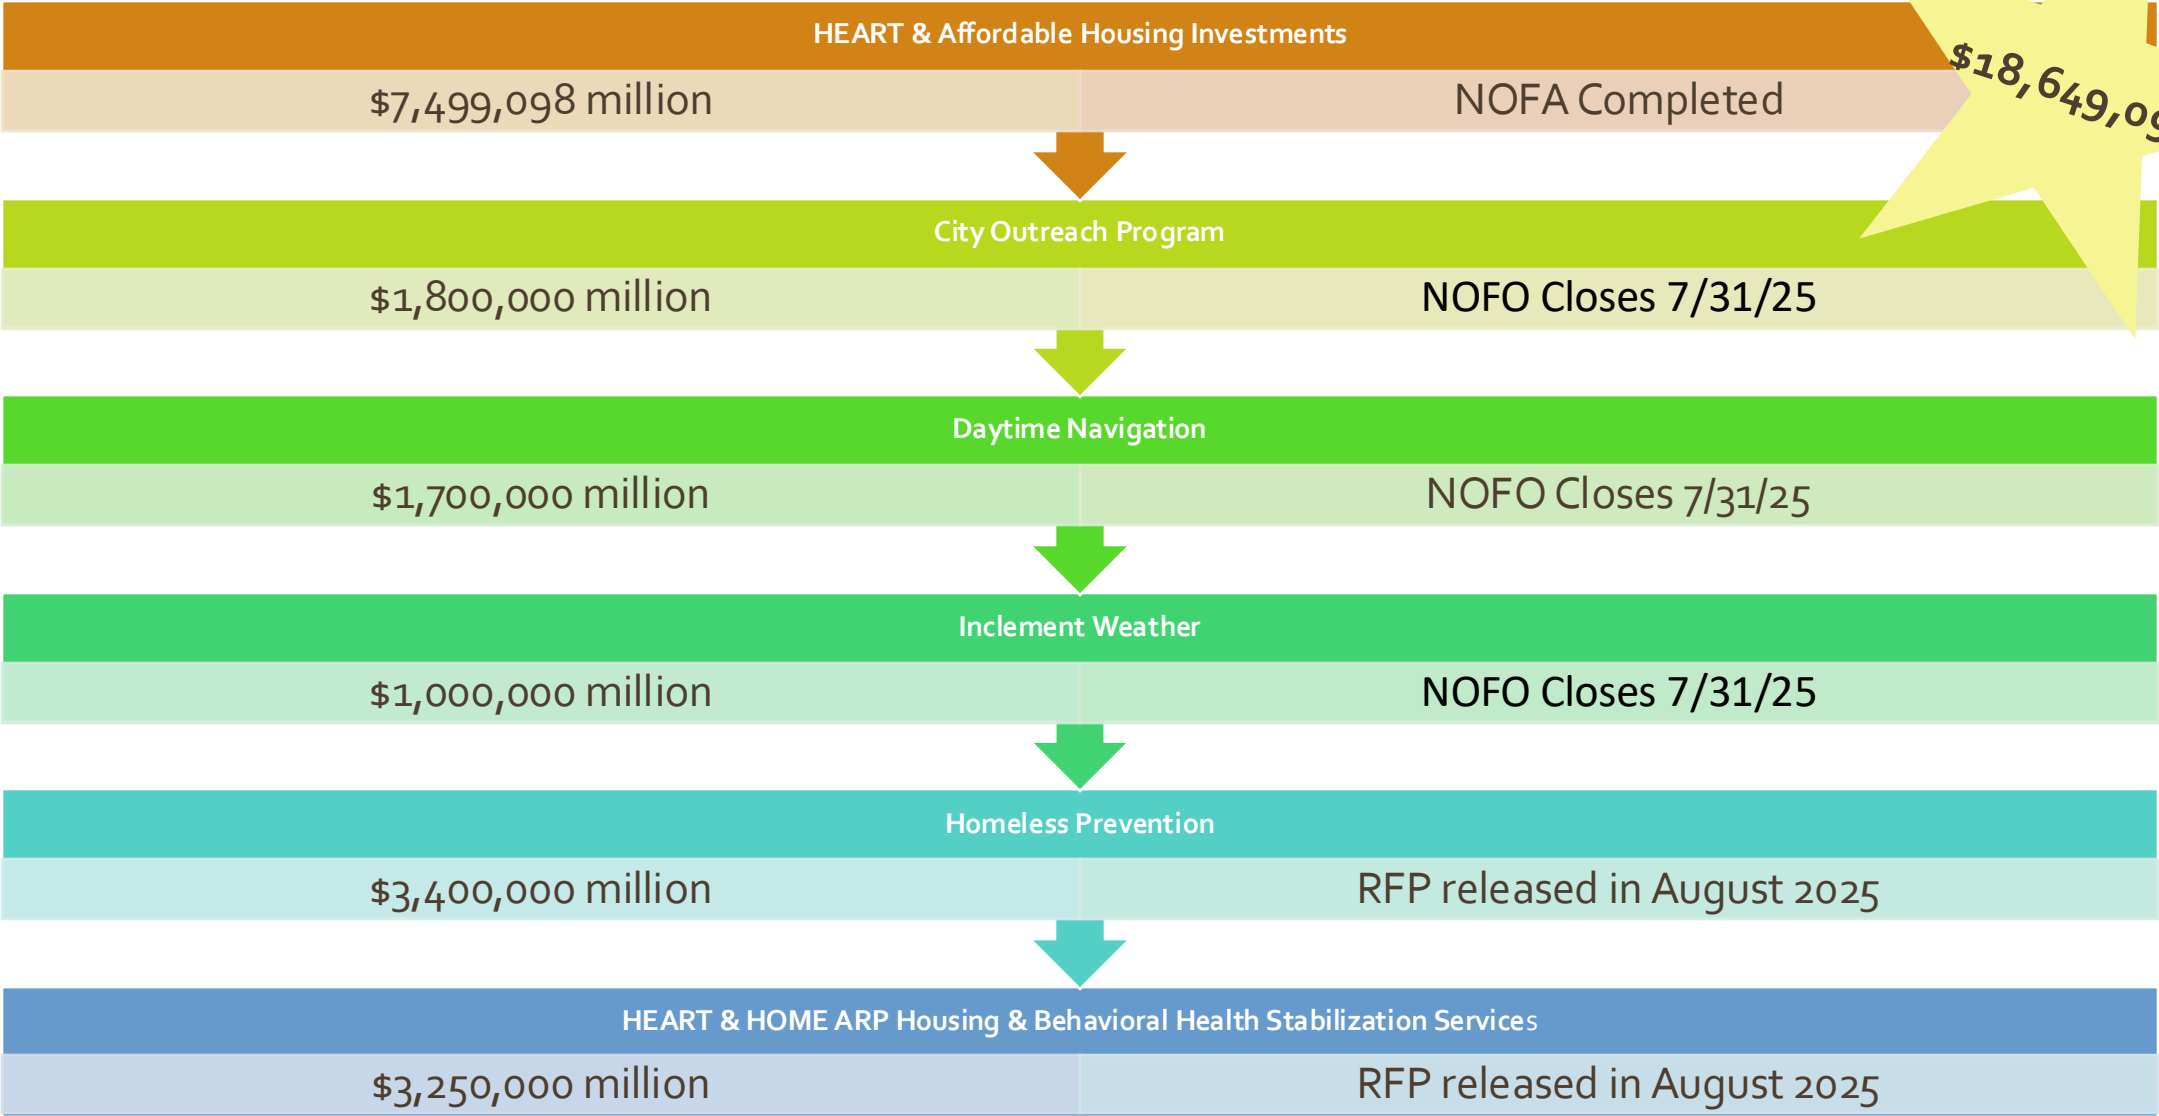 HEART & Affordable Housing Investments
$18,649,09
$7,499,098 million
NOFA Completed
City Outreach Program
$1,800,000 million
NOFO Closes 7/31/25
Daytime Navigation
$1,700,000 million
NOFO Closes 7/31/25
Inclement Weather
$1,000,000 million
NOFO Closes 7/31/25
Homeless Prevention
$3,400,000 million
RFP released in August 2025
HEART & HOME ARP Housing & Behavioral Health Stabilization Services
$3,250,000 million
RFP released in August 2025